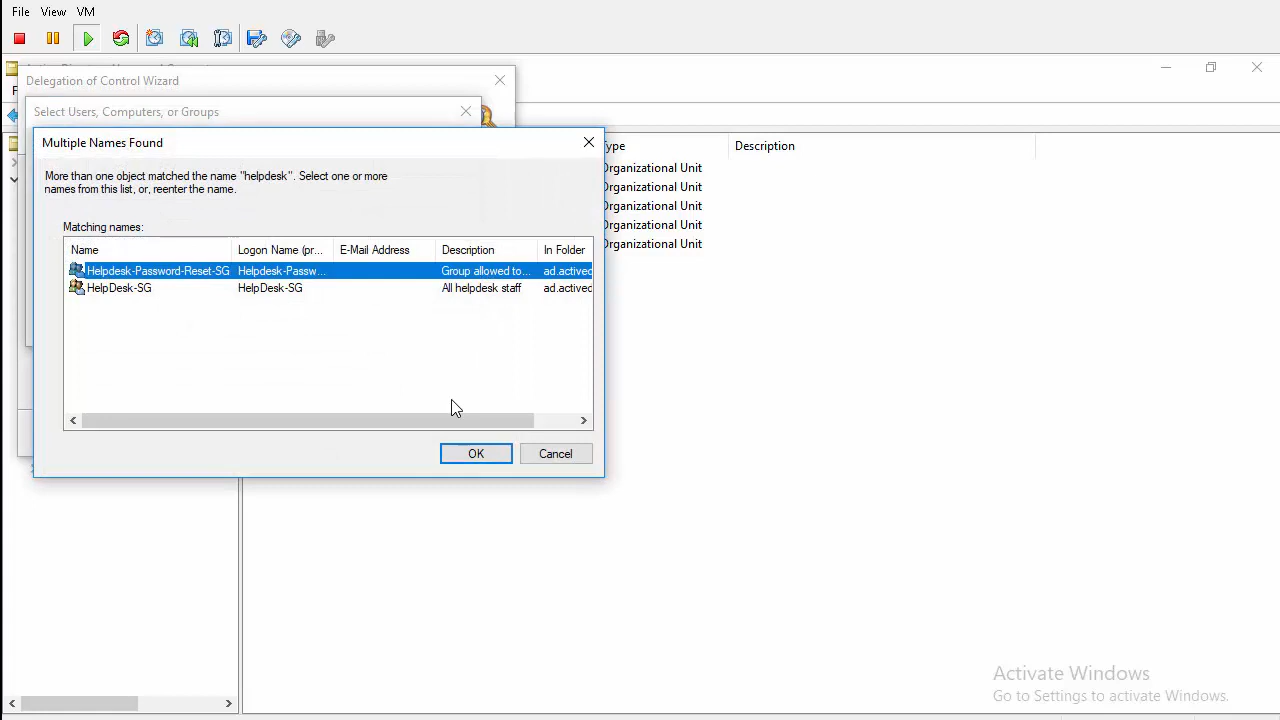 File View VM
Delegation of Control Wizard
Select Users, Computers, or Groups
Multiple Names Found
More than one object matched the name "helpdesk". Select one or more
names from this list, or, reenter the name.
Matching names:
Name Logon Name (pr... E-Mail Address Description In Folder
Helpdesk-Password-Reset-SG Helpdesk-Passw... Group allowed to... ad.actived
HelpDesk-SG HelpDesk-SG All helpdesk staff ad.actived
OK Cancel
Type Description
Organizational Unit
Organizational Unit
Organizational Unit
Organizational Unit
Organizational Unit
Activate Windows
Go to Settings to activate Windows.